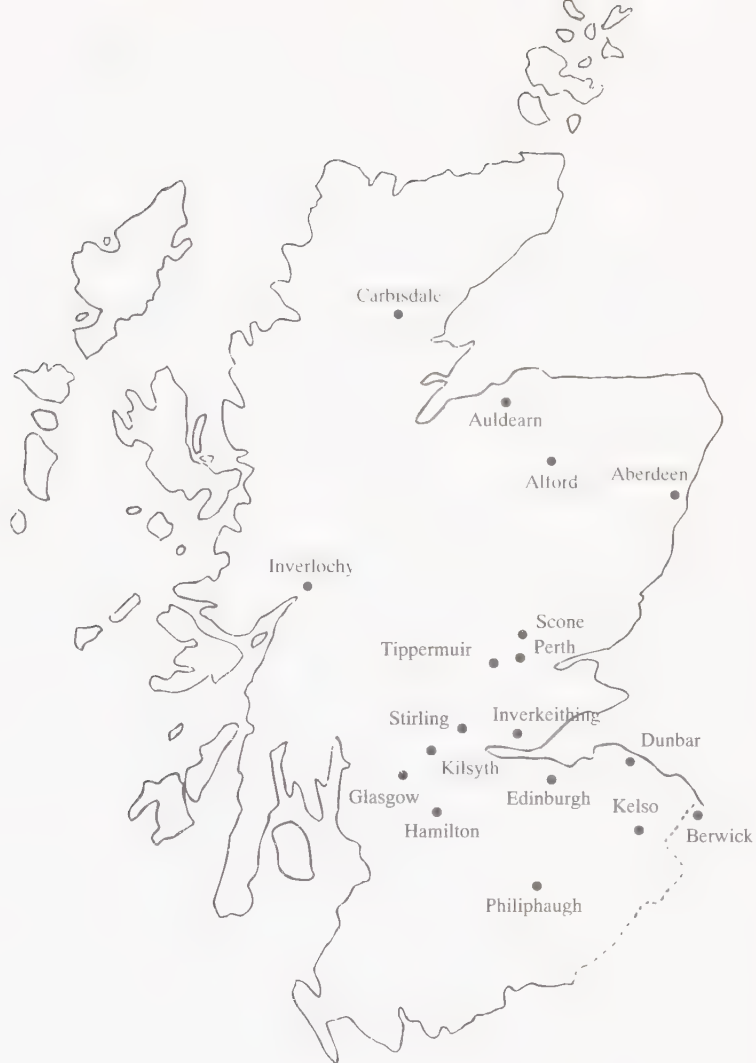 Carbisdale
Auldearn
Alford
Aberdeen
Inverlochy
Scone
Perth
Tippermuir
Stirling
Inverkeithing
Dunbar
Kilsyth
Glasgow
Edinburgh
Kelso
Hamilton
Berwick
Philiphaugh